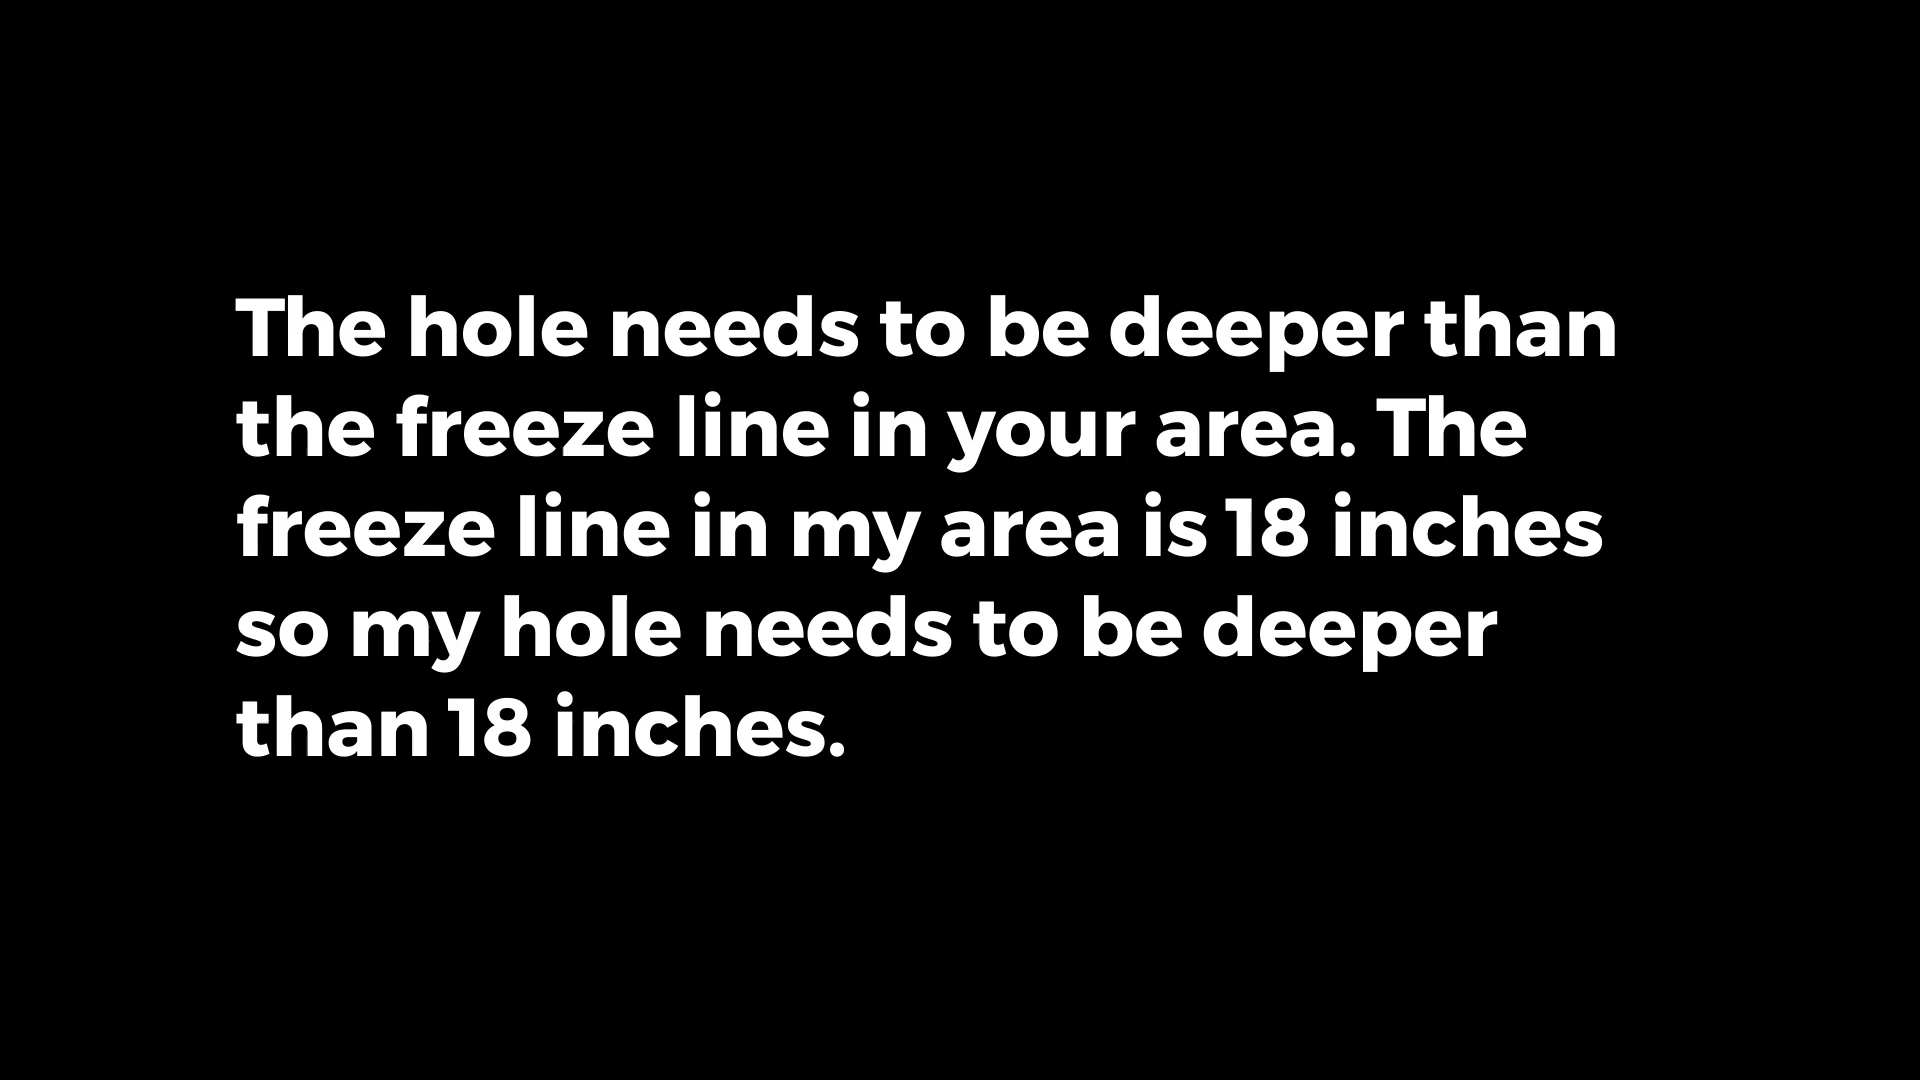 The hole needs to be deeper than
the freeze line in your area. The
freeze line in my area is 18 inches
so my hole needs to be deeper
than 18 inches.